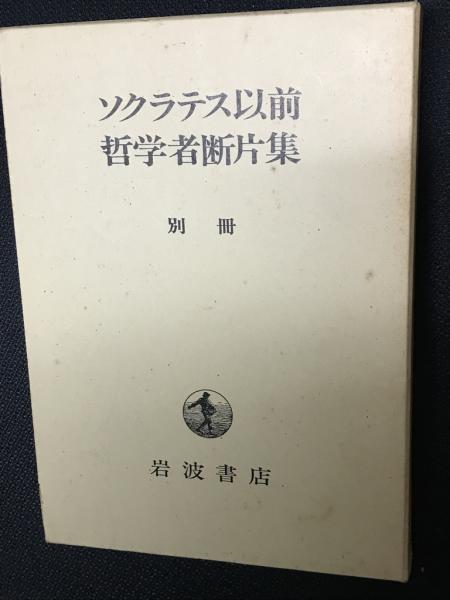 ソクラテス以前
哲学者断片集
別冊
岩波書店